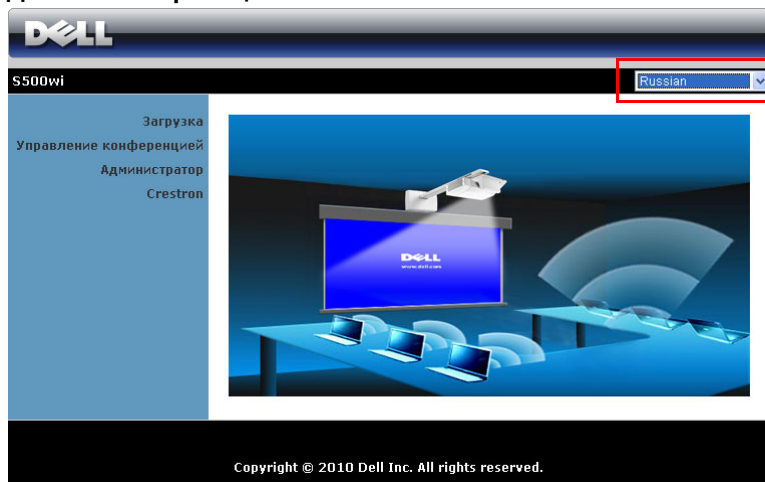 DELL
S500wi
Russian
Загрузка
Управление конференцией
Администратор
Crestron
DELL
www.dell.com
Copyright © 2010 Dell Inc. All rights reserved.